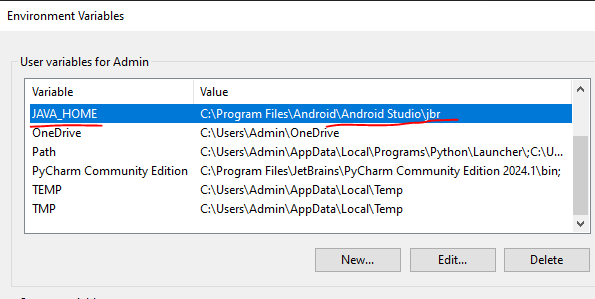 Environment Variables
User variables for Admin
Variable Value
JAVA_HOME C:\Program Files\Android\Android Studio\jbr
OneDrive C:\Users\Admin\OneDrive
Path C:\Users\Admin\AppData\Local\Programs\Python\Launcher\;C:\U...
PyCharm Community Edition C:\Program Files\JetBrains\PyCharm Community Edition 2024.1\bin;
TEMP C:\Users\Admin\AppData\Local\Temp
TMP C:\Users\Admin\AppData\Local\Temp
New... Edit... Delete